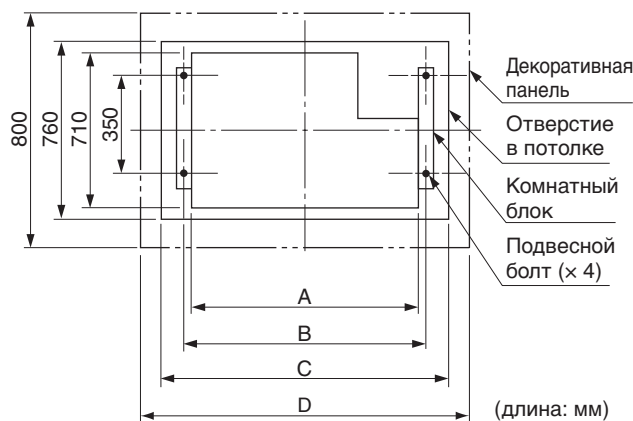 800
760
710
350
Декоративная
панель
Отверстие
в потолке
Комнатный
блок
Подвесной
болт (× 4)
A
B
C
D
(длина: мм)